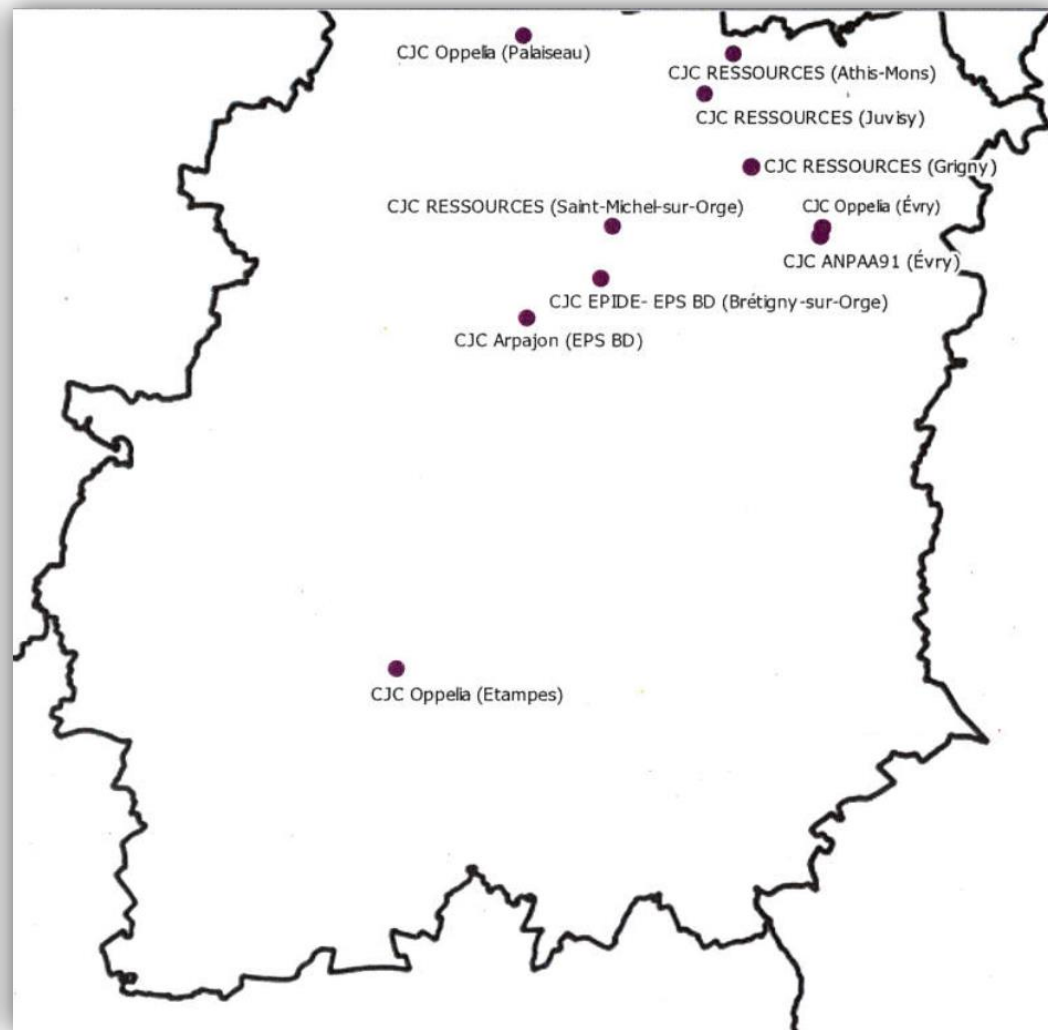 CJC Oppelia (Palaiseau)
CJC RESSOURCES (Athis-Mons)
CJC RESSOURCES (Juvisy)
CJC RESSOURCES (Grigny)
CJC RESSOURCES (Saint-Michel-sur-Orge)
CJC Oppelia (Évry)
CJC ANPAA91 (Évry)
CJC EPIDE- EPS BD (Brétigny-sur-Orge)
CJC Arpajon (EPS BD)
CJC Oppelia (Etampes)